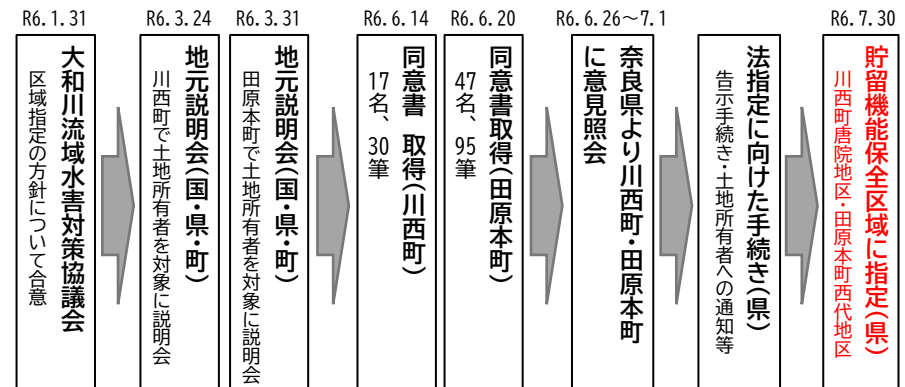 R6.1.31
大和川流域水害対策協議会
区域指定の方針について合意
R6.3.24
地元説明会(国・県・町)
川西町で土地所有者を対象に説明会
R6.3.31
地元説明会(国・県・町)
田原本町で土地所有者を対象に説明会
R6.6.14
同意書 取得(川西町)
17名、30筆
R6.6.20
同意書取得(田原本町)
47名、95筆
R6.6.26～7.1
奈良県より川西町・田原本町
に意見照会
法指定に向けた手続き(県)
告示手続き・土地所有者への通知等
R6.7.30
貯留機能保全区域に指定(県)
川西町唐院地区・田原本町西代地区